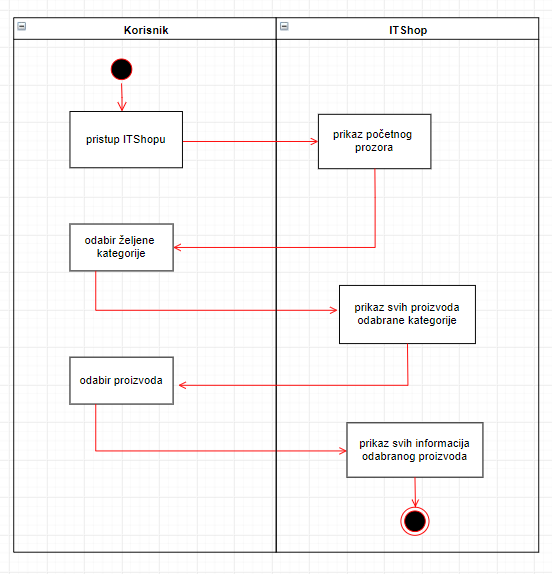 Korisnik
ITShop
pristup ITShopu
prikaz početnog
prozora
odabir željene
kategorije
prikaz svih proizvoda
odabrane kategorije
odabir proizvoda
prikaz svih informacija
odabranog proizvoda